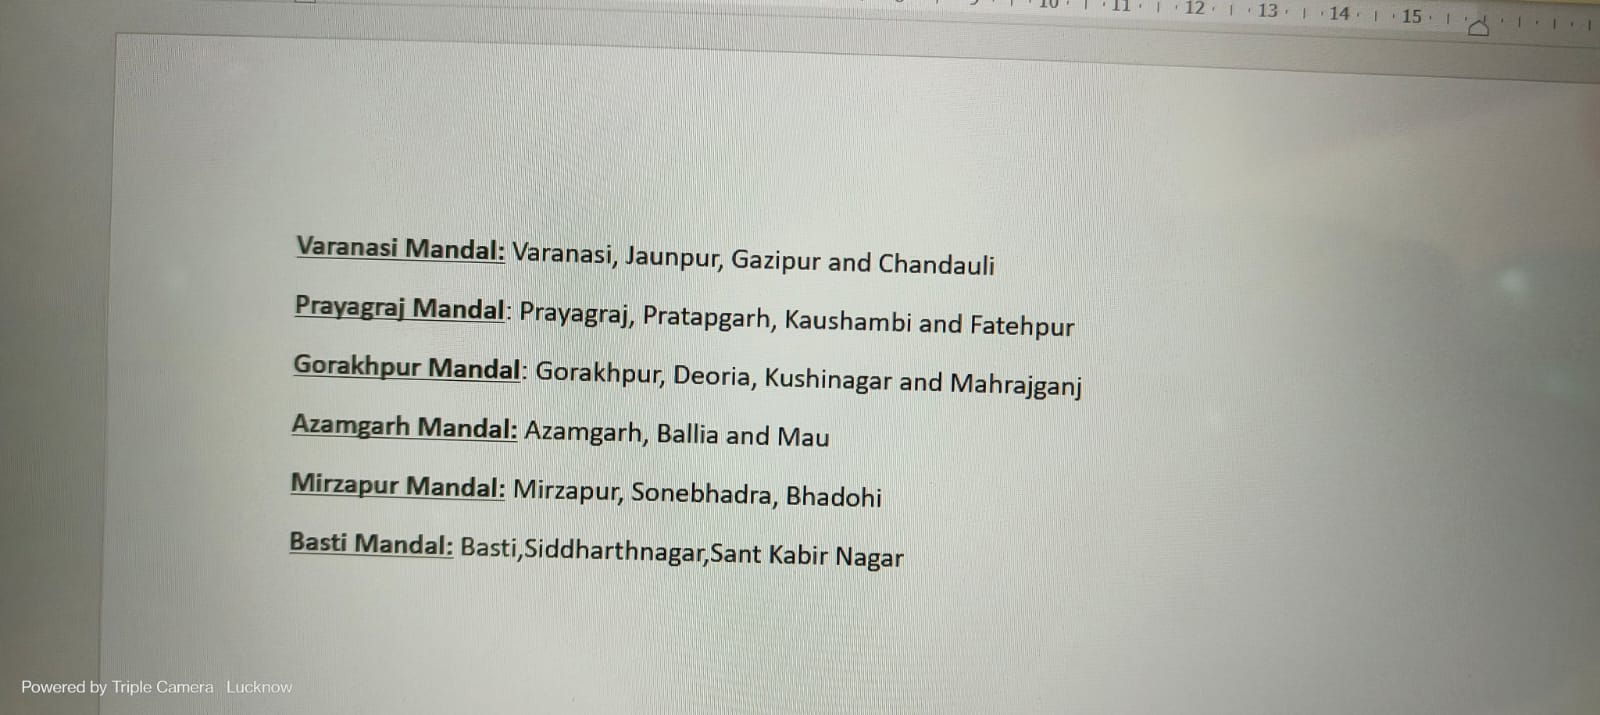 10 11 12 13 14 15
Varanasi Mandal: Varanasi, Jaunpur, Gazipur and Chandauli
Prayagraj Mandal: Prayagraj, Pratapgarh, Kaushambi and Fatehpur
Gorakhpur Mandal: Gorakhpur, Deoria, Kushinagar and Mahrajganj
Azamgarh Mandal: Azamgarh, Ballia and Mau
Mirzapur Mandal: Mirzapur, Sonebhadra, Bhadohi
Basti Mandal: Basti,Siddharthnagar,Sant Kabir Nagar
Powered by Triple Camera Lucknow